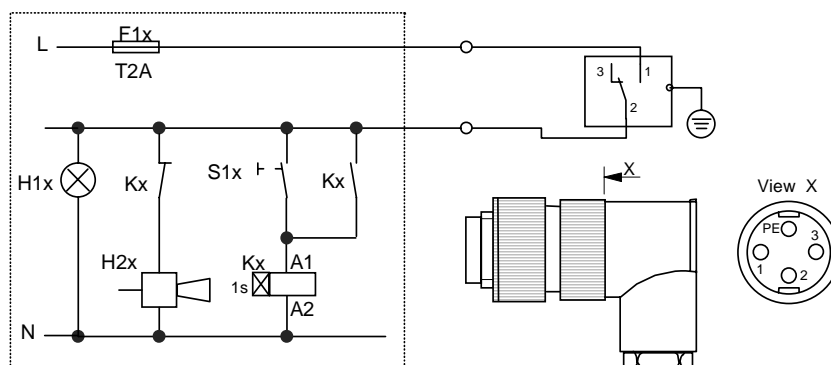 F1x
L
T2A
3
1
2
H1x
Kx
S1x
Kx
H2x
Kx
1s
A1
A2
N
X
View X
PE
3
1
2